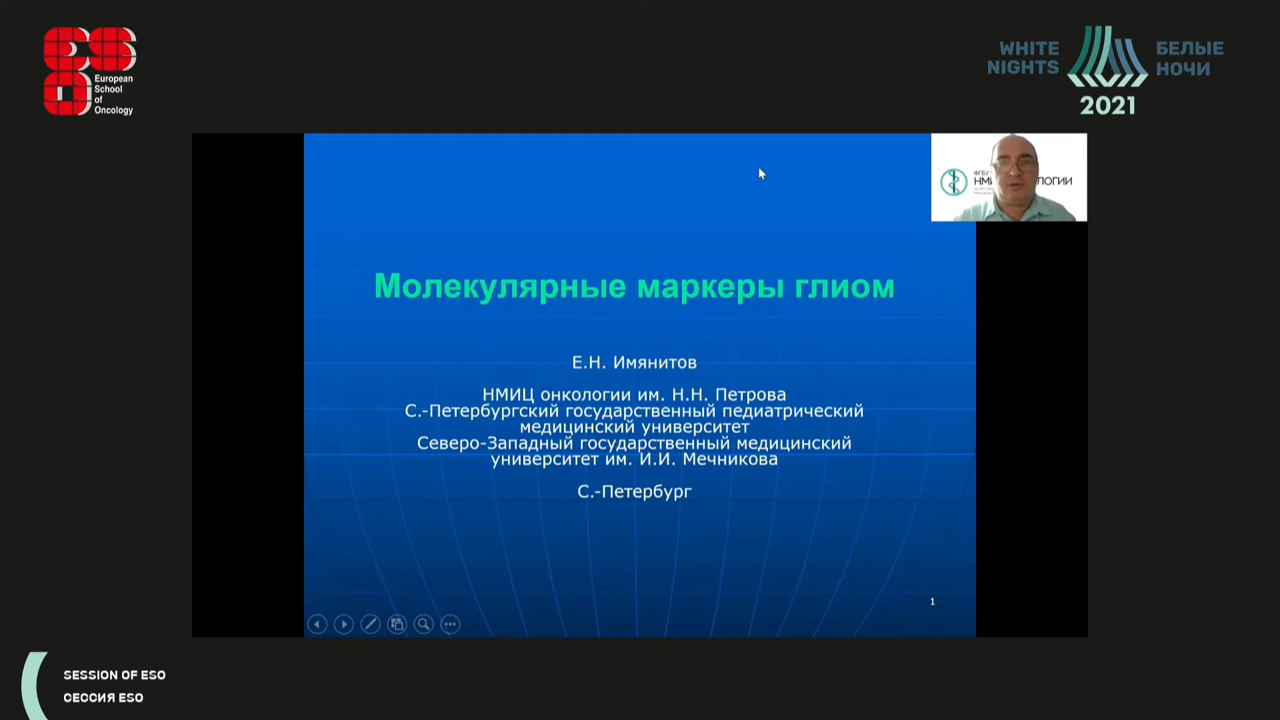 European
School
of
Oncology
WHITE
NIGHTS
БЕЛЫЕ
НОЧИ
2021
ФГБУ
Молекулярные маркеры глиом
Е.Н. Имянитов
НМИЦ онкологии им. Н.Н. Петрова
С.-Петербургский государственный педиатрический
медицинский университет
Северо-Западный государственный медицинский
университет им. И.И. Мечникова
С.-Петербург
1
SESSION OF ESO
СЕССИЯ ESO